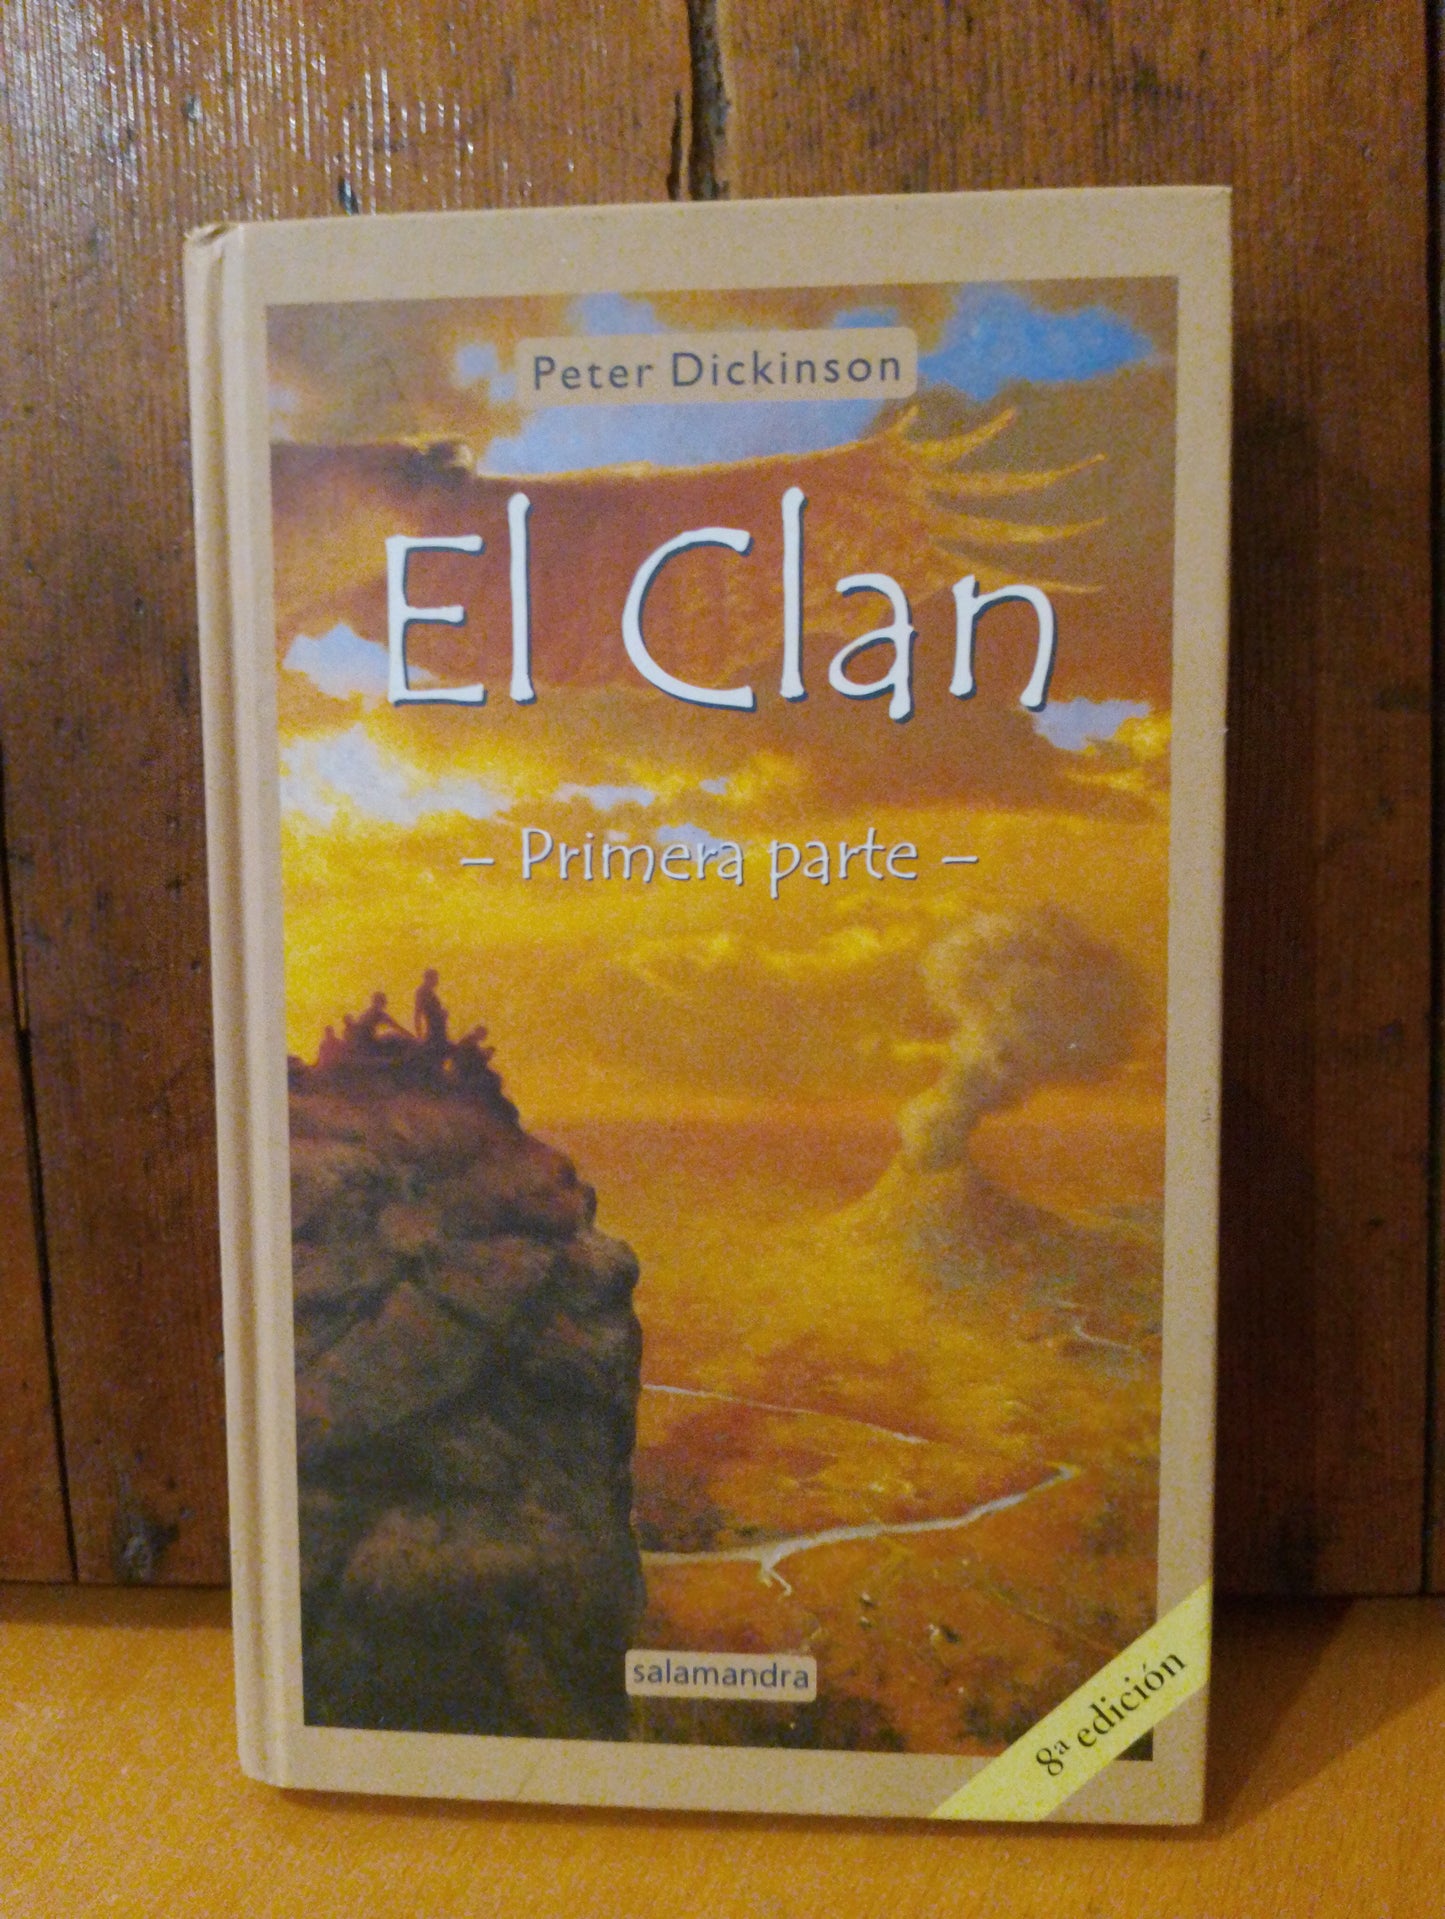 Peter Dickinson
El Clan
– Primera parte –
salamandra
8ª edición